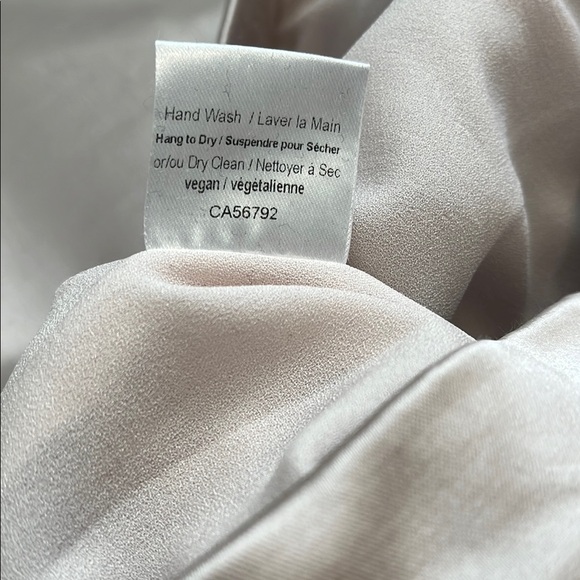 Hand Wash / Laver la Main
Hang to Dry / Suspendre pour Sécher
or/ou Dry Clean / Nettoyer à Sec
vegan / végétalienne
CA56792